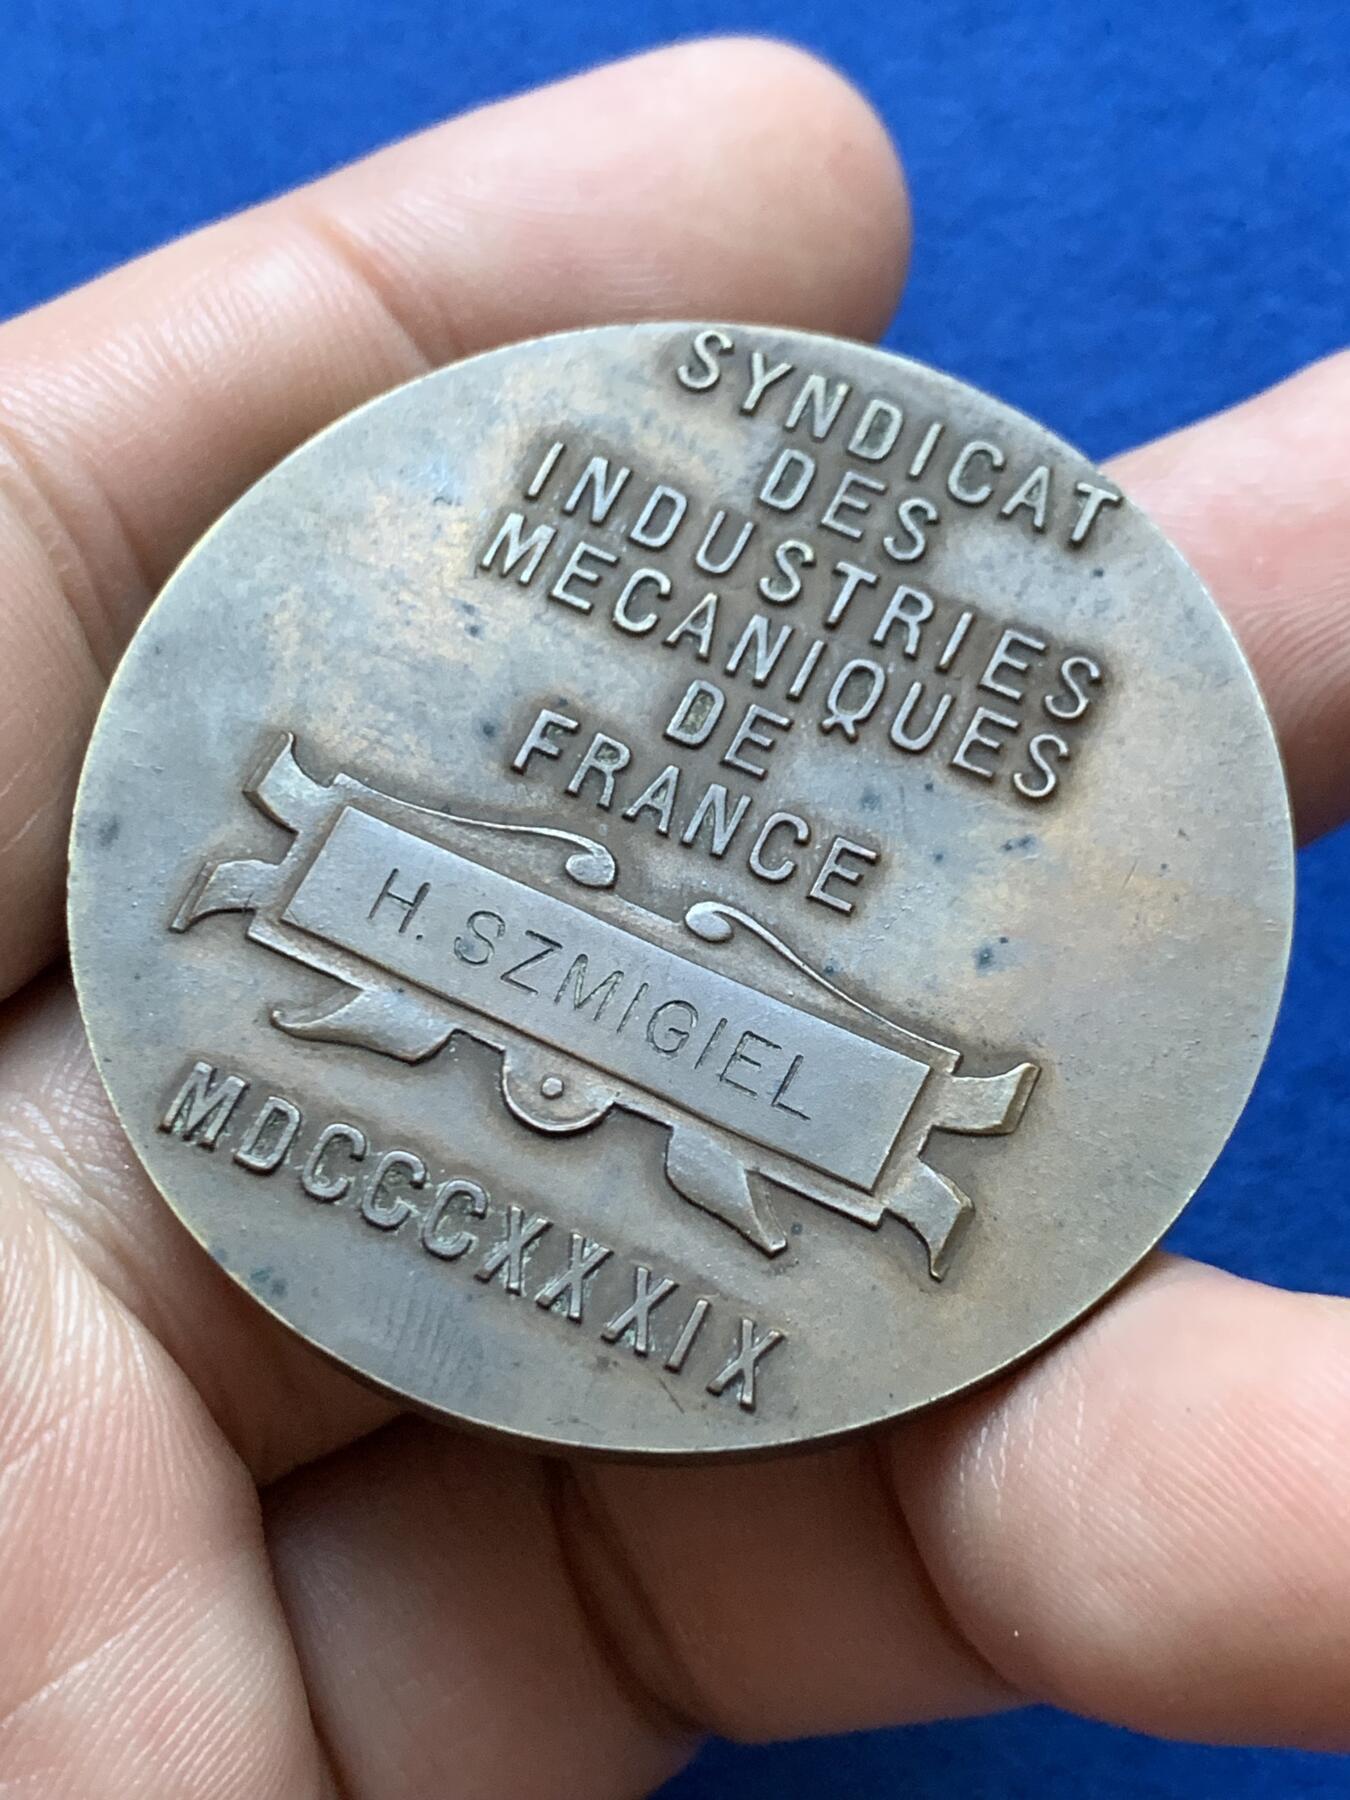 SYNDICAT
DES
INDUSTRIES
MECANIQUES
DE
FRANCE
H. SZMIGIEL
MDCCCXXXIX